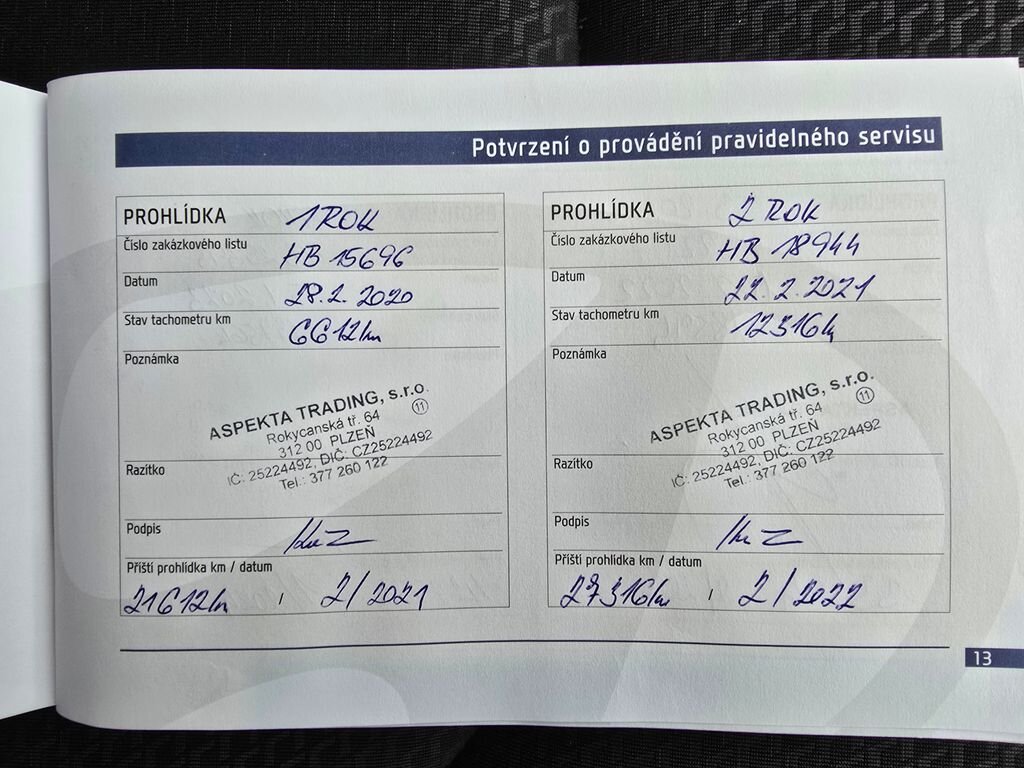 Potvrzení o provádění pravidelného servisu
PROHLÍDKA 1 ROK
Číslo zakázkového listu HB 15696
Datum 28.2.2020
Stav tachometru km 6612km
Poznámka
ASPEKTA TRADING, s.r.o.
Rokycanská tř. 64 11
312 00 PLZEŇ
IČ: 25224492, DIČ: CZ25224492
Tel.: 377 260 122
Razítko
Podpis
Příští prohlídka km / datum
21612km / 2/2021
PROHLÍDKA 2 ROK
Číslo zakázkového listu HB 18944
Datum 22.2.2021
Stav tachometru km 12316k
Poznámka
ASPEKTA TRADING, s.r.o.
Rokycanská tř. 64 11
312 00 PLZEŇ
IČ: 25224492, DIČ: CZ25224492
Tel.: 377 260 122
Razítko
Podpis
Příští prohlídka km / datum
27316km / 2/2022
13